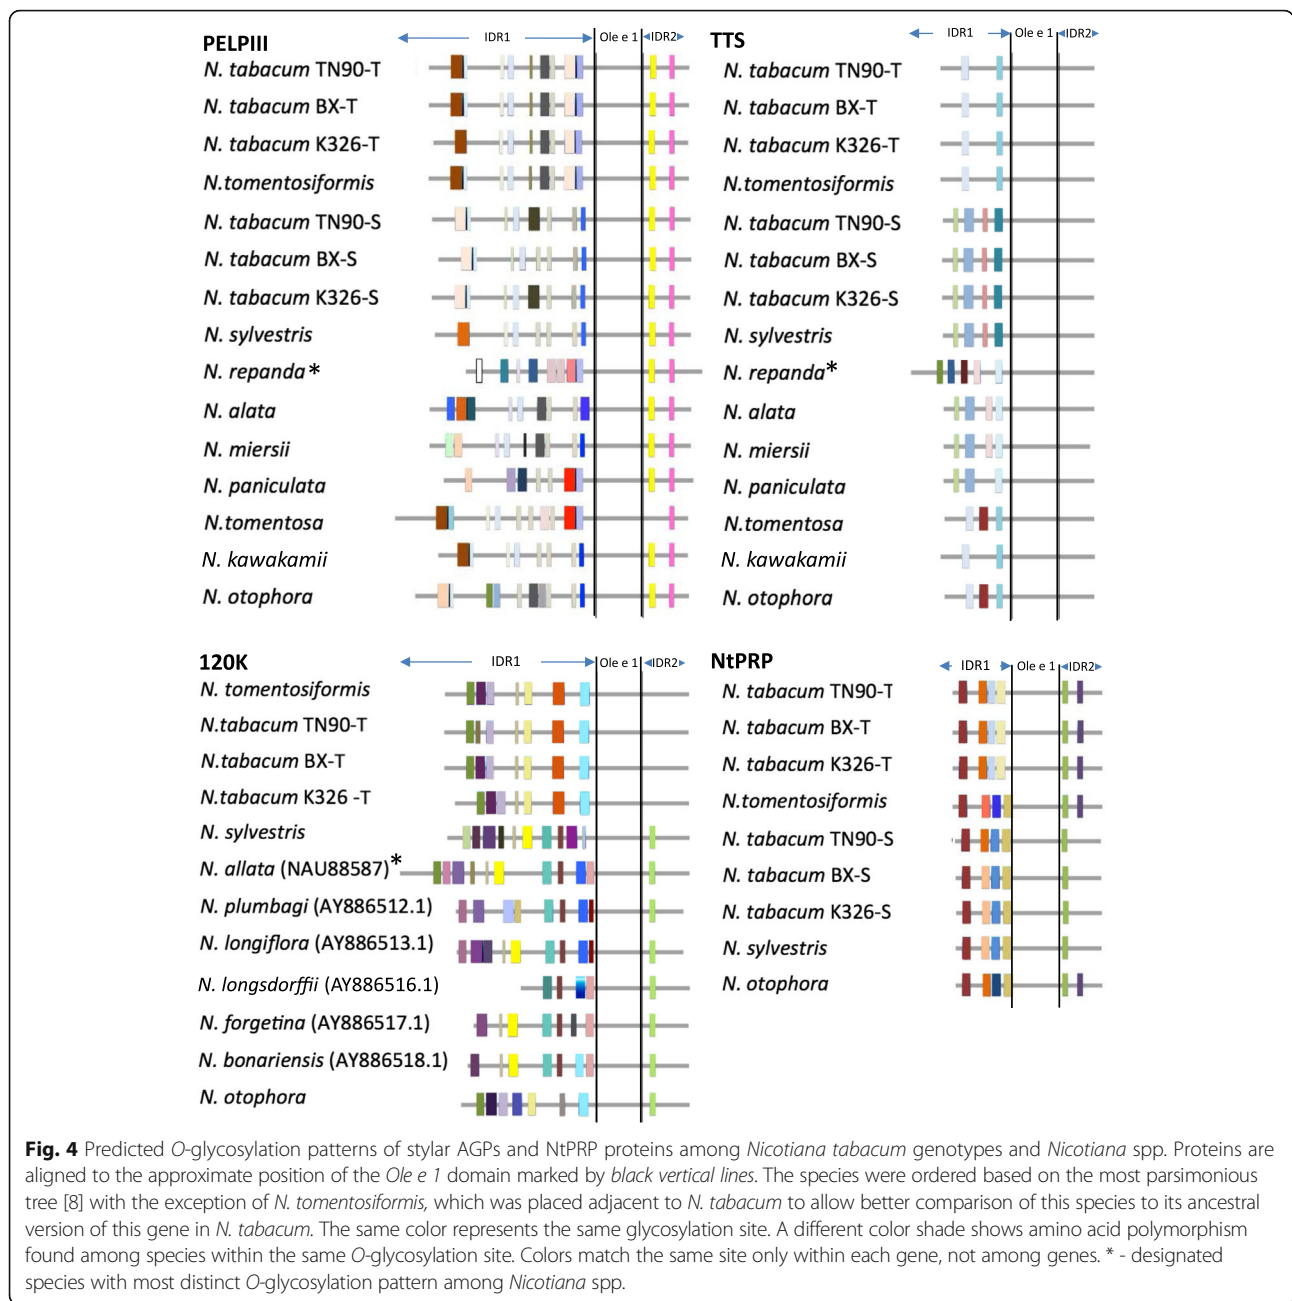 PELPIII
IDR1
Ole e 1
IDR2
N. tabacum TN90-T
N. tabacum BX-T
N. tabacum K326-T
N.tomentosiformis
N. tabacum TN90-S
N. tabacum BX-S
N. tabacum K326-S
N. sylvestris
N. repanda*
N. alata
N. miersii
N. paniculata
N.tomentosa
N. kawakamii
N. otophora
TTS
IDR1
Ole e 1
IDR2
N. tabacum TN90-T
N. tabacum BX-T
N. tabacum K326-T
N.tomentosiformis
N. tabacum TN90-S
N. tabacum BX-S
N. tabacum K326-S
N. sylvestris
N. repanda*
N. alata
N. miersii
N. paniculata
N.tomentosa
N. kawakamii
N. otophora
120K
IDR1
Ole e 1
IDR2
N. tomentosiformis
N.tabacum TN90-T
N.tabacum BX-T
N.tabacum K326 -T
N. sylvestris
N. allata (NAU88587)*
N. plumbagi (AY886512.1)
N. longiflora (AY886513.1)
N. longsdorffii (AY886516.1)
N. forgetina (AY886517.1)
N. bonariensis (AY886518.1)
N. otophora
NtPRP
IDR1
Ole e 1
IDR2
N. tabacum TN90-T
N. tabacum BX-T
N. tabacum K326-T
N.tomentosiformis
N. tabacum TN90-S
N. tabacum BX-S
N. tabacum K326-S
N. sylvestris
N. otophora
Fig. 4 Predicted O-glycosylation patterns of stylar AGPs and NtPRP proteins among Nicotiana tabacum genotypes and Nicotiana spp. Proteins are
aligned to the approximate position of the Ole e 1 domain marked by black vertical lines. The species were ordered based on the most parsimonious
tree [8] with the exception of N. tomentosiformis, which was placed adjacent to N. tabacum to allow better comparison of this species to its ancestral
version of this gene in N. tabacum. The same color represents the same glycosylation site. A different color shade shows amino acid polymorphism
found among species within the same O-glycosylation site. Colors match the same site only within each gene, not among genes. * - designated
species with most distinct O-glycosylation pattern among Nicotiana spp.